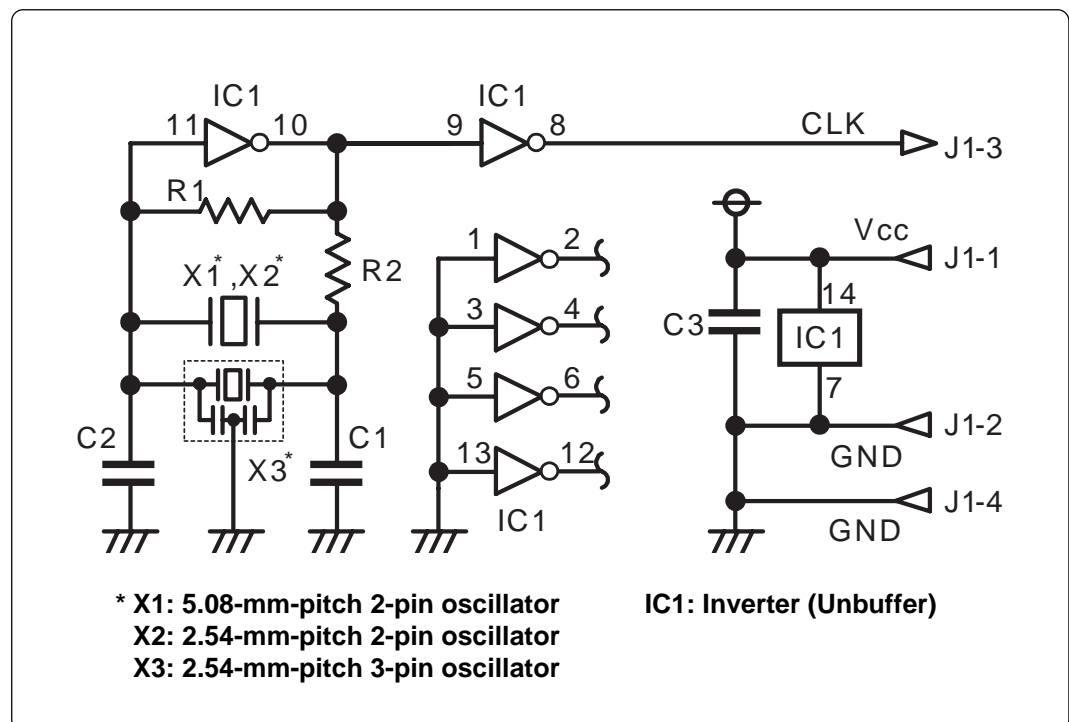 IC1 IC1
11 10 9 8 CLK J1-3
R1
Vcc
1 2 J1-1
X1*,X2* R2
14
3 4 C3 IC1
5 6 7
C2 C1 J1-2
GND
X3* 13 12
IC1 J1-4
GND
* X1: 5.08-mm-pitch 2-pin oscillator IC1: Inverter (Unbuffer)
X2: 2.54-mm-pitch 2-pin oscillator
X3: 2.54-mm-pitch 3-pin oscillator